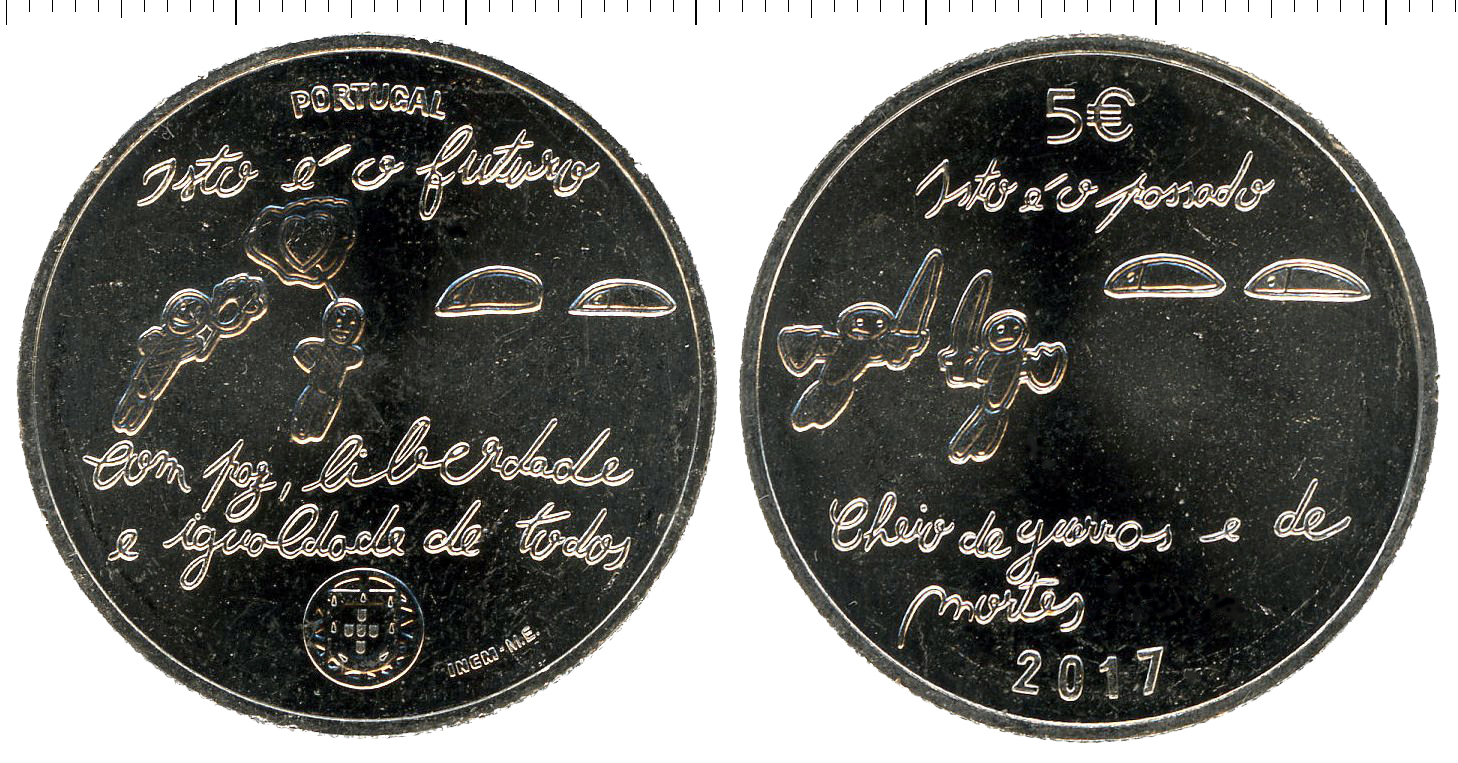 PORTUGAL
Isto é o futuro
Com paz, liberdade
e igualdade de todos
INCM - M.E.
5€
Isto é o passado
Cheio de guerras e de
mortes
2017